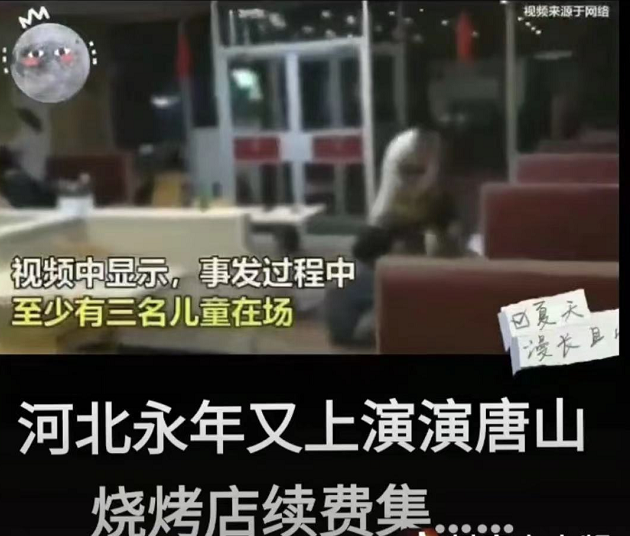 视频来源于网络
视频中显示，事发过程中
至少有三名儿童在场
夏天
漫长且
河北永年又上演演唐山
烧烤店续费集……